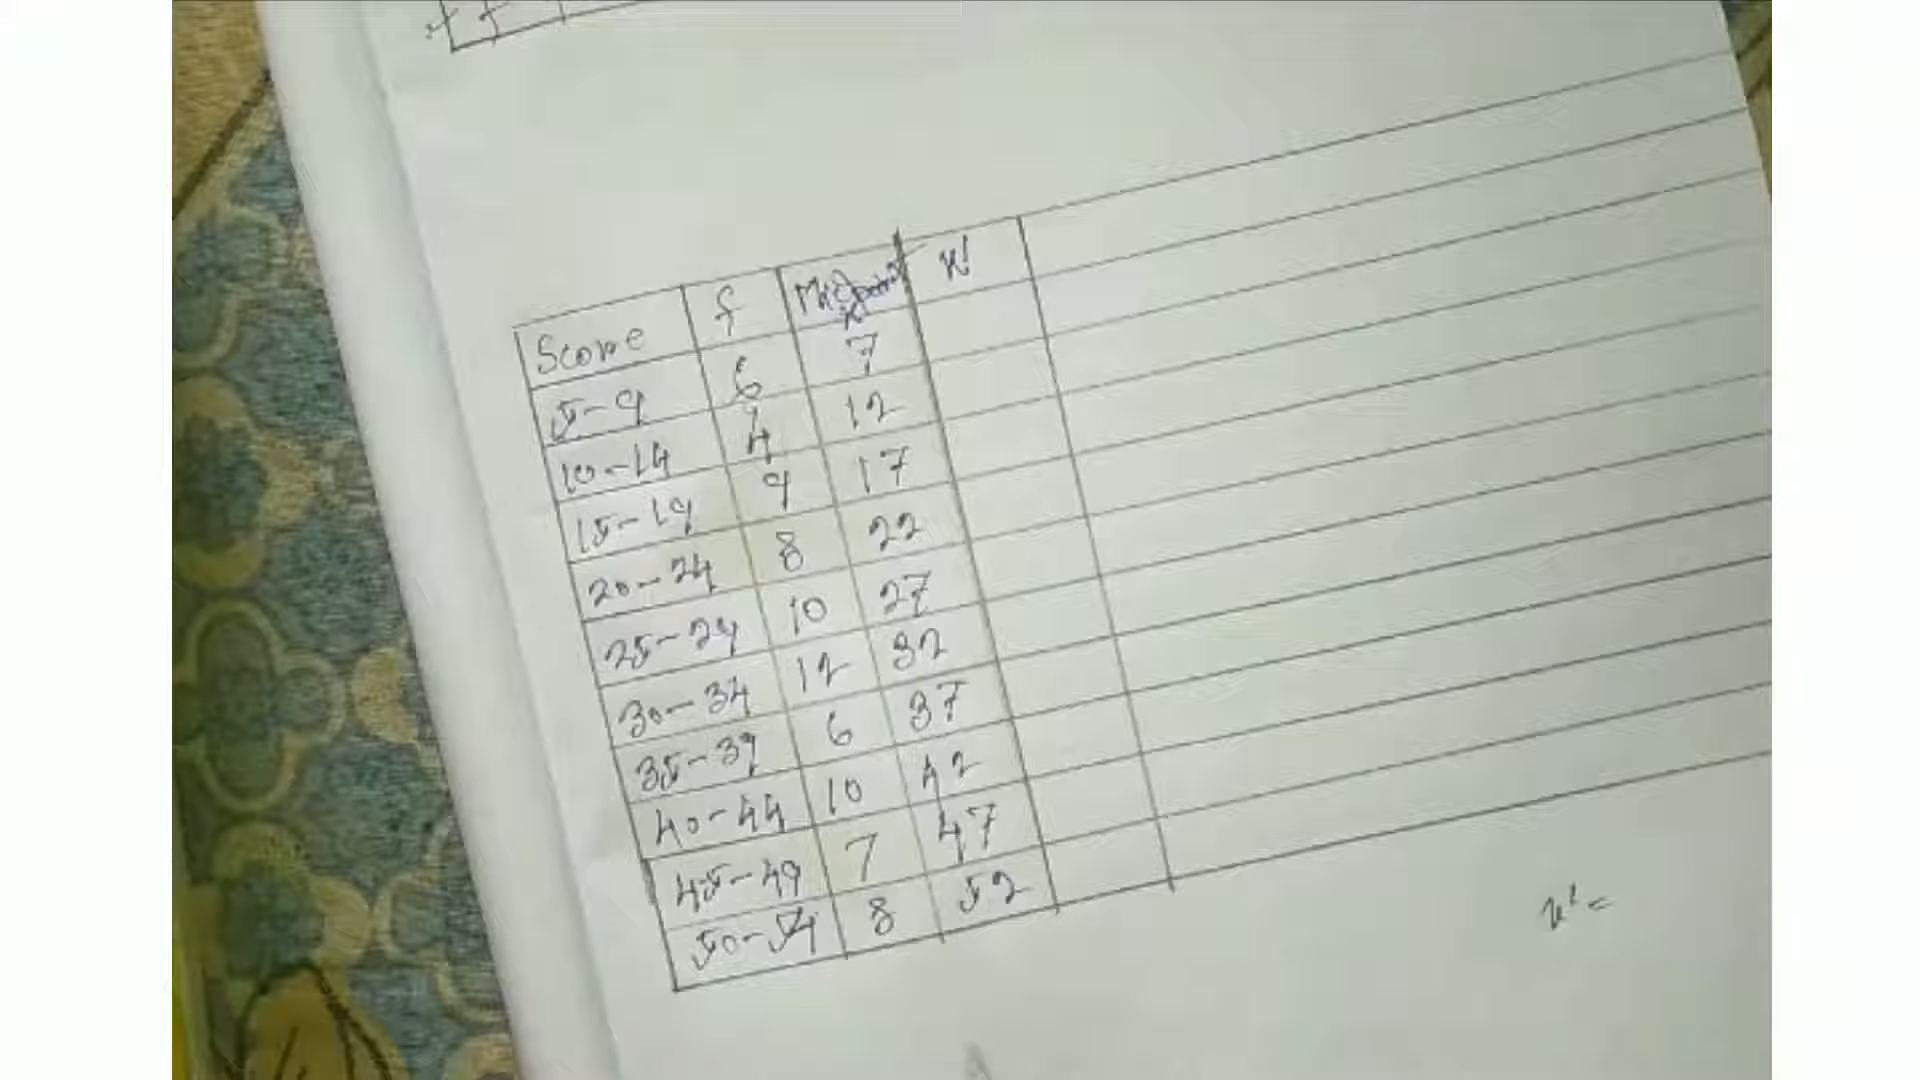 Score f Midpoint x x'
5-9 6 7
10-14 4 12
15-19 9 17
20-24 8 22
25-29 10 27
30-34 12 32
35-39 6 37
40-44 10 42
45-49 7 47
50-54 8 52
x' =